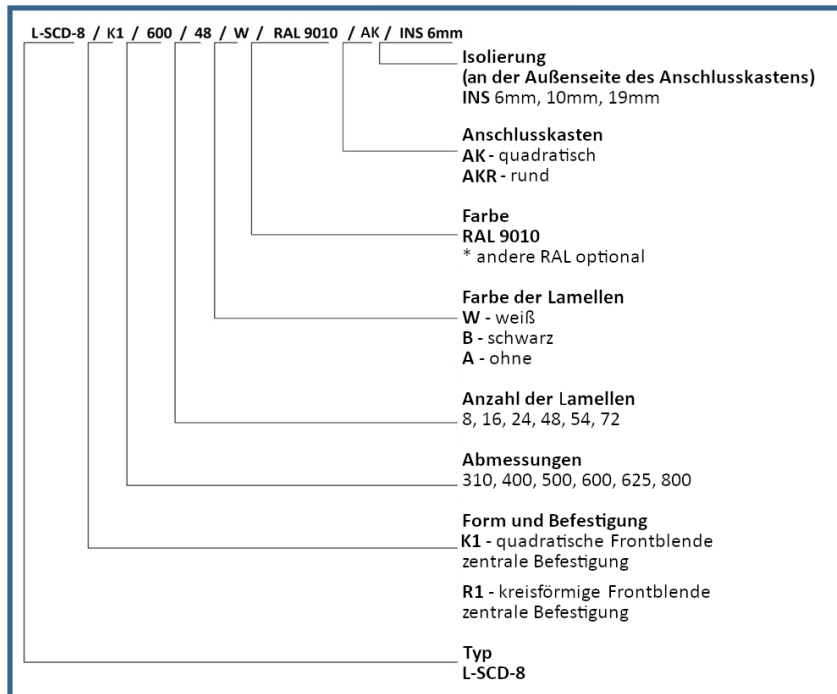 L-SCD-8 / K1 / 600 / 48 / W / RAL 9010 / AK / INS 6mm
Isolierung
(an der Außenseite des Anschlusskastens)
INS 6mm, 10mm, 19mm
Anschlusskasten
AK - quadratisch
AKR - rund
Farbe
RAL 9010
* andere RAL optional
Farbe der Lamellen
W - weiß
B - schwarz
A - ohne
Anzahl der Lamellen
8, 16, 24, 48, 54, 72
Abmessungen
310, 400, 500, 600, 625, 800
Form und Befestigung
K1 - quadratische Frontblende
zentrale Befestigung
R1 - kreisförmige Frontblende
zentrale Befestigung
Typ
L-SCD-8